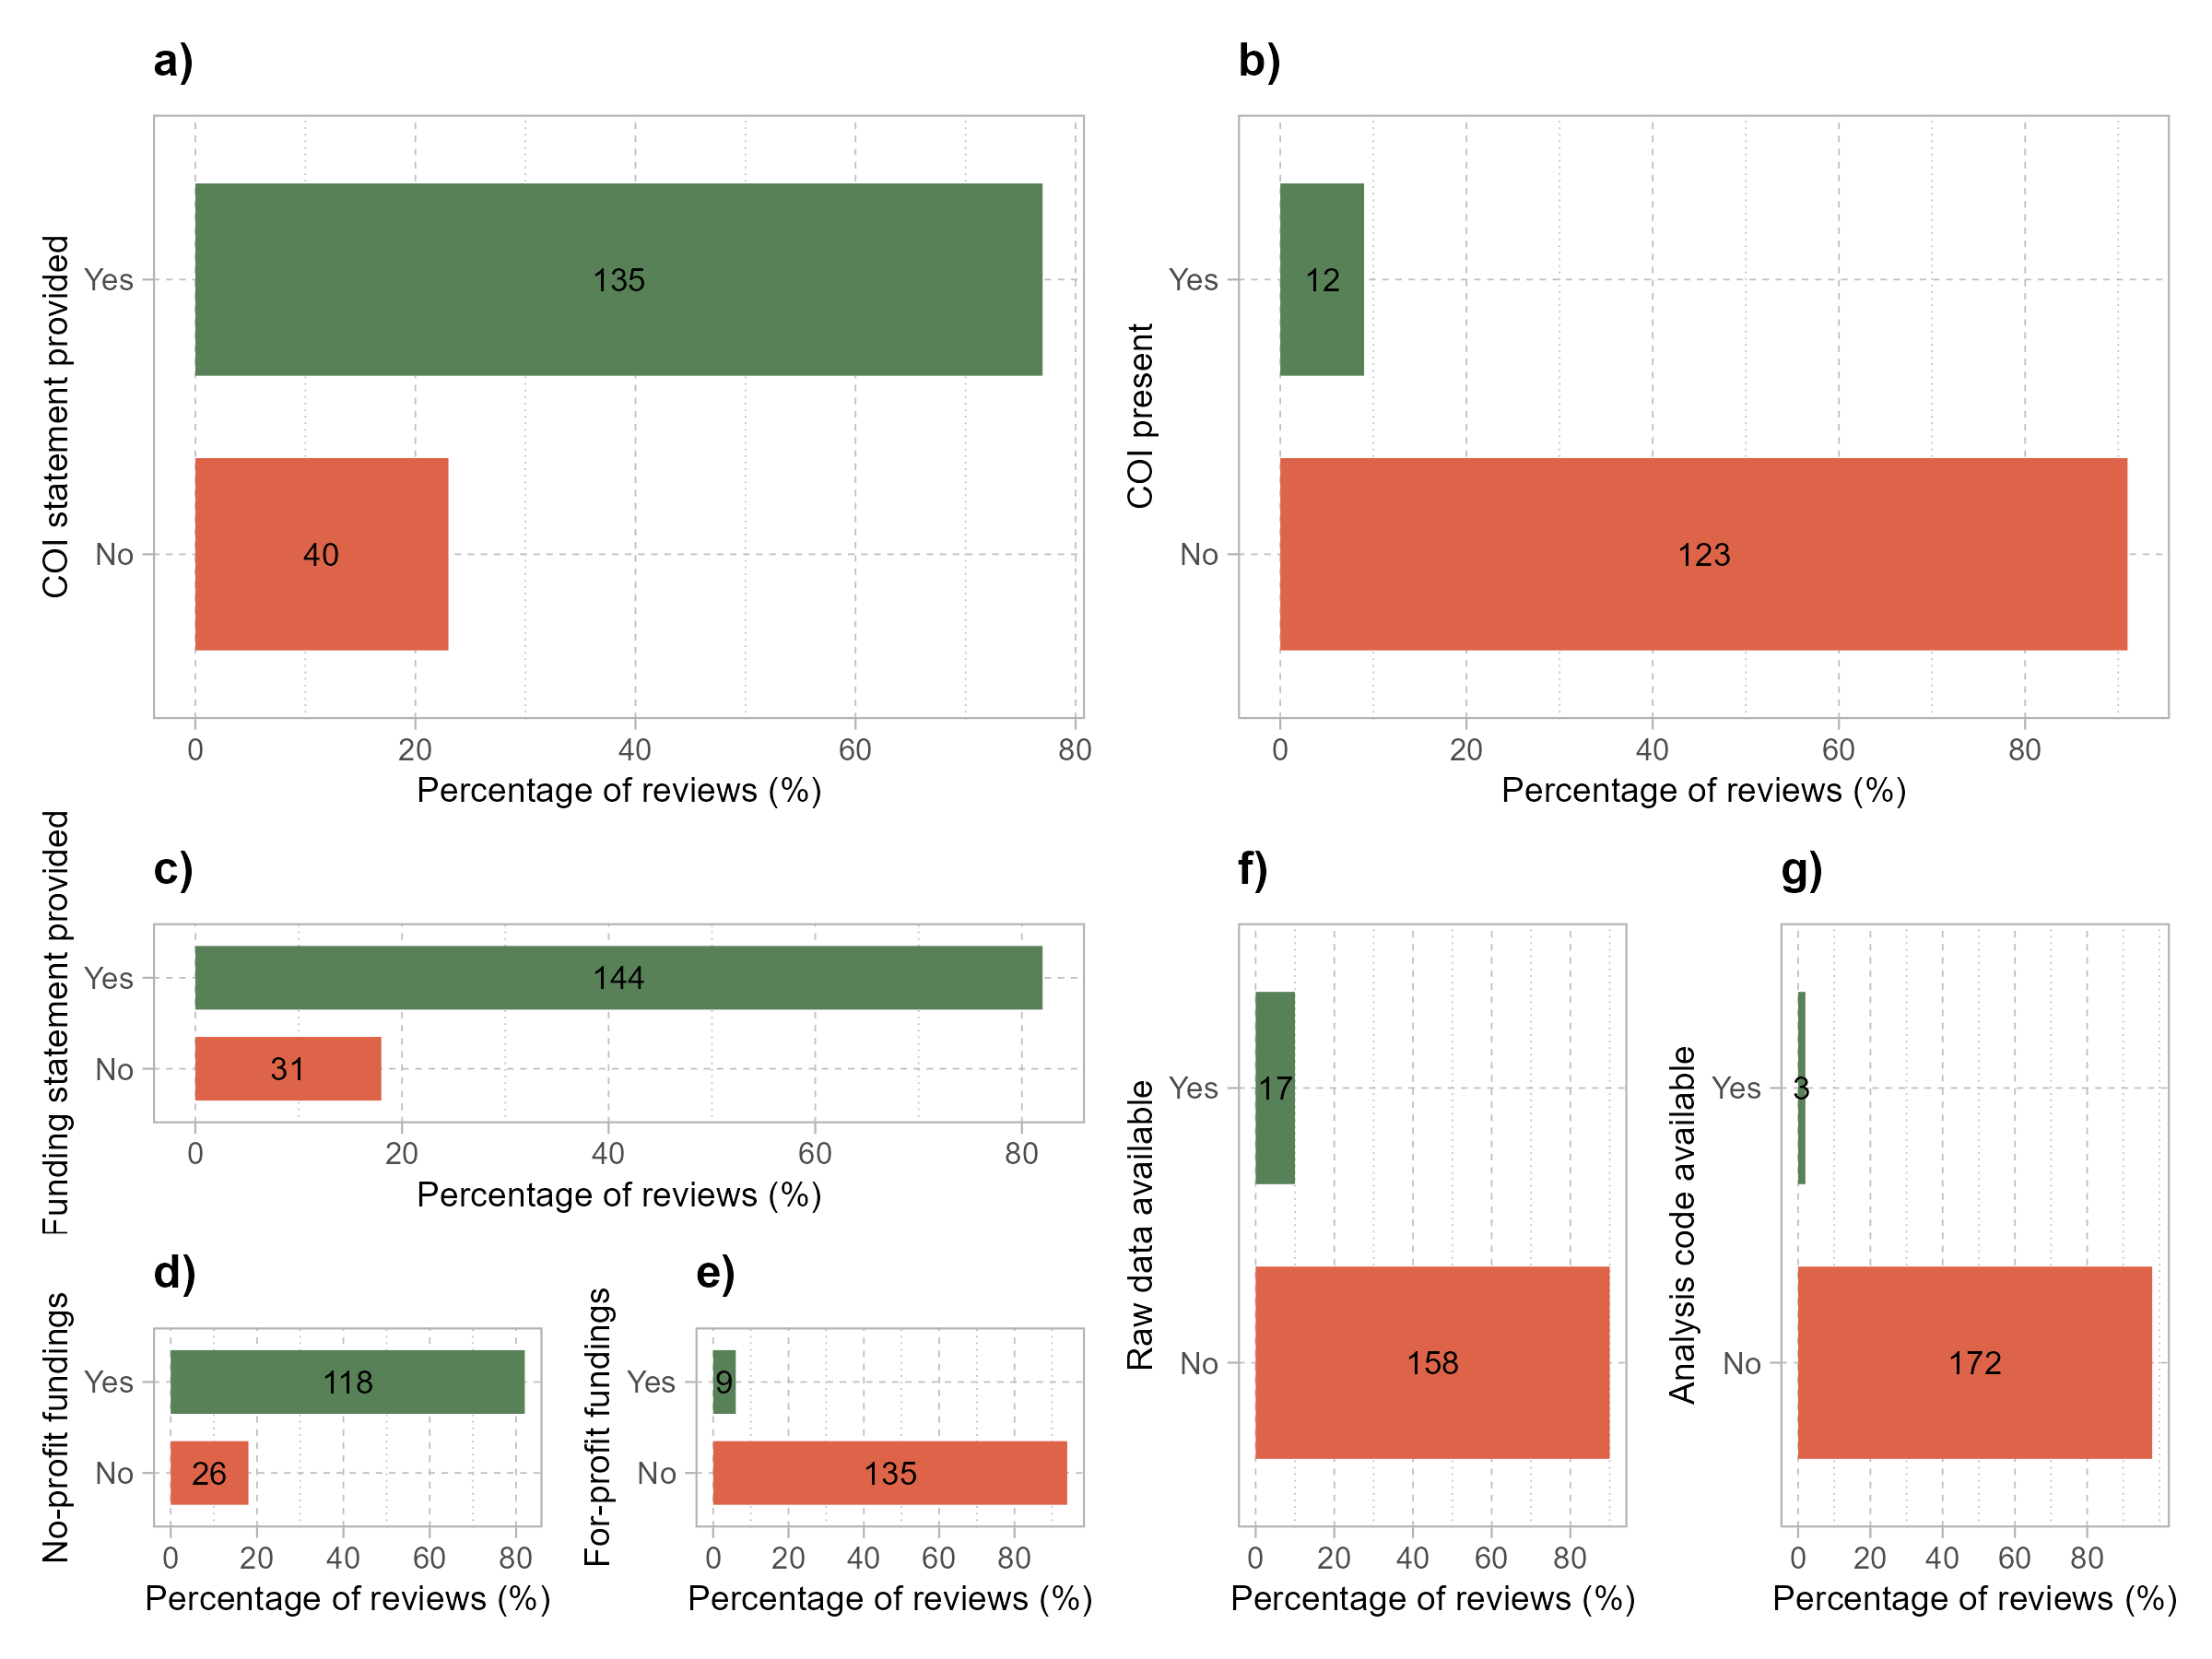 a)
COI statement provided
Yes
135
No
40
0 20 40 60 80
Percentage of reviews (%)
b)
COI present
Yes
12
No
123
0 20 40 60 80
Percentage of reviews (%)
c)
Funding statement provided
Yes
144
No
31
0 20 40 60 80
Percentage of reviews (%)
d)
No-profit fundings
Yes
118
No
26
0 20 40 60 80
Percentage of reviews (%)
e)
For-profit fundings
Yes
9
No
135
0 20 40 60 80
Percentage of reviews (%)
f)
Raw data available
Yes
17
No
158
0 20 40 60 80
Percentage of reviews (%)
g)
Analysis code available
Yes
3
No
172
0 20 40 60 80
Percentage of reviews (%)